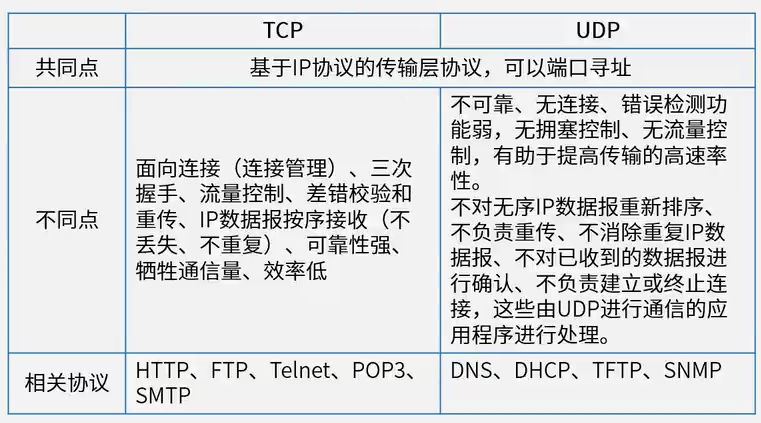 TCP
UDP
共同点
基于IP协议的传输层协议，可以端口寻址
不同点
面向连接（连接管理）、三次
握手、流量控制、差错校验和
重传、IP数据报按序接收（不
丢失、不重复）、可靠性强、
牺牲通信量、效率低
不可靠、无连接、错误检测功
能弱，无拥塞控制、无流量控
制，有助于提高传输的高速率
性。
不对无序IP数据报重新排序、
不负责重传、不消除重复IP数
据报、不对已收到的数据报进
行确认、不负责建立或终止连
接，这些由UDP进行通信的应
用程序进行处理。
相关协议
HTTP、FTP、Telnet、POP3、
SMTP
DNS、DHCP、TFTP、SNMP